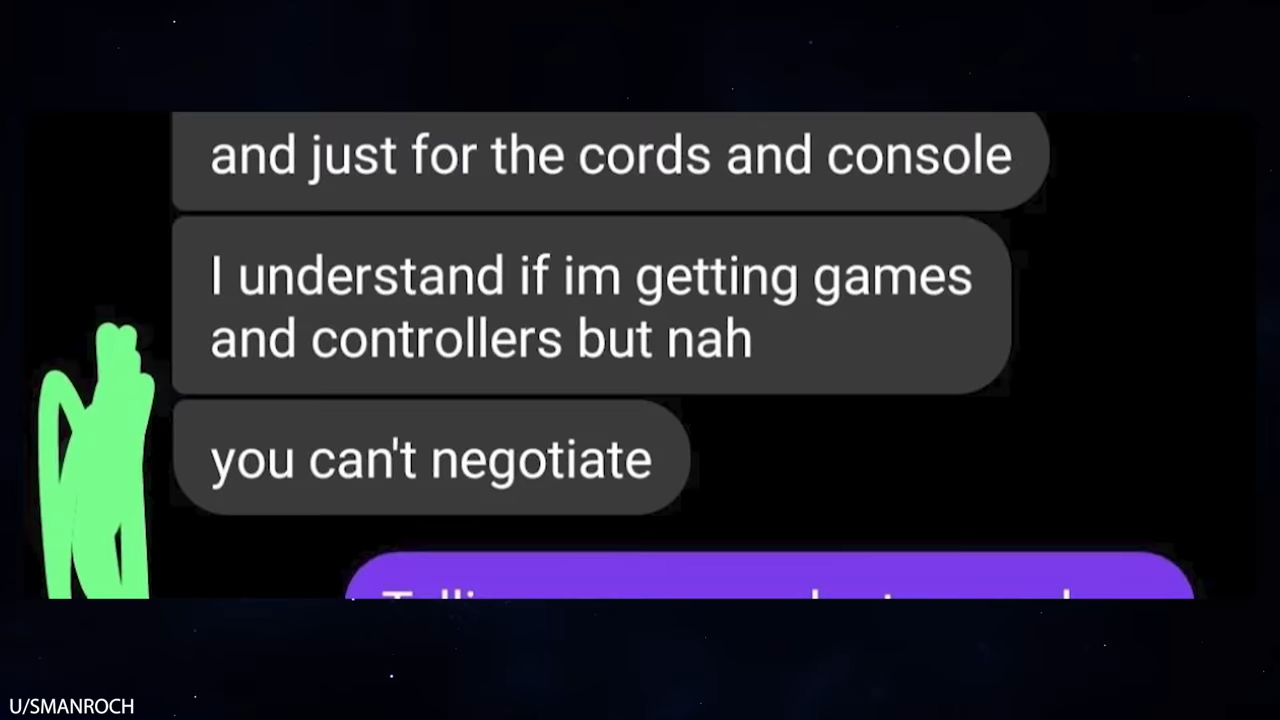 and just for the cords and console
I understand if im getting games
and controllers but nah
you can't negotiate
U/SMANROCH